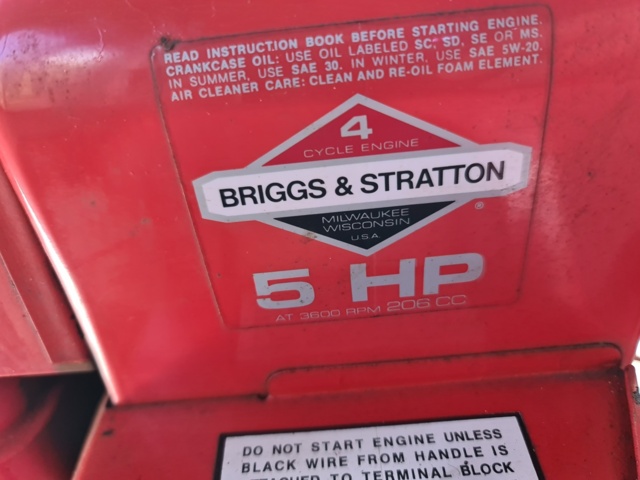 READ INSTRUCTION BOOK BEFORE STARTING ENGINE.
CRANKCASE OIL: USE OIL LABELED SC, SD, SE OR MS.
IN SUMMER, USE SAE 30. IN WINTER, USE SAE 5W-20.
AIR CLEANER CARE: CLEAN AND RE-OIL FOAM ELEMENT.
4
CYCLE ENGINE
BRIGGS & STRATTON
®
MILWAUKEE
WISCONSIN
U.S.A.
5 HP
AT 3600 RPM 206 CC
DO NOT START ENGINE UNLESS
BLACK WIRE FROM HANDLE IS
TO TERMINAL BLOCK